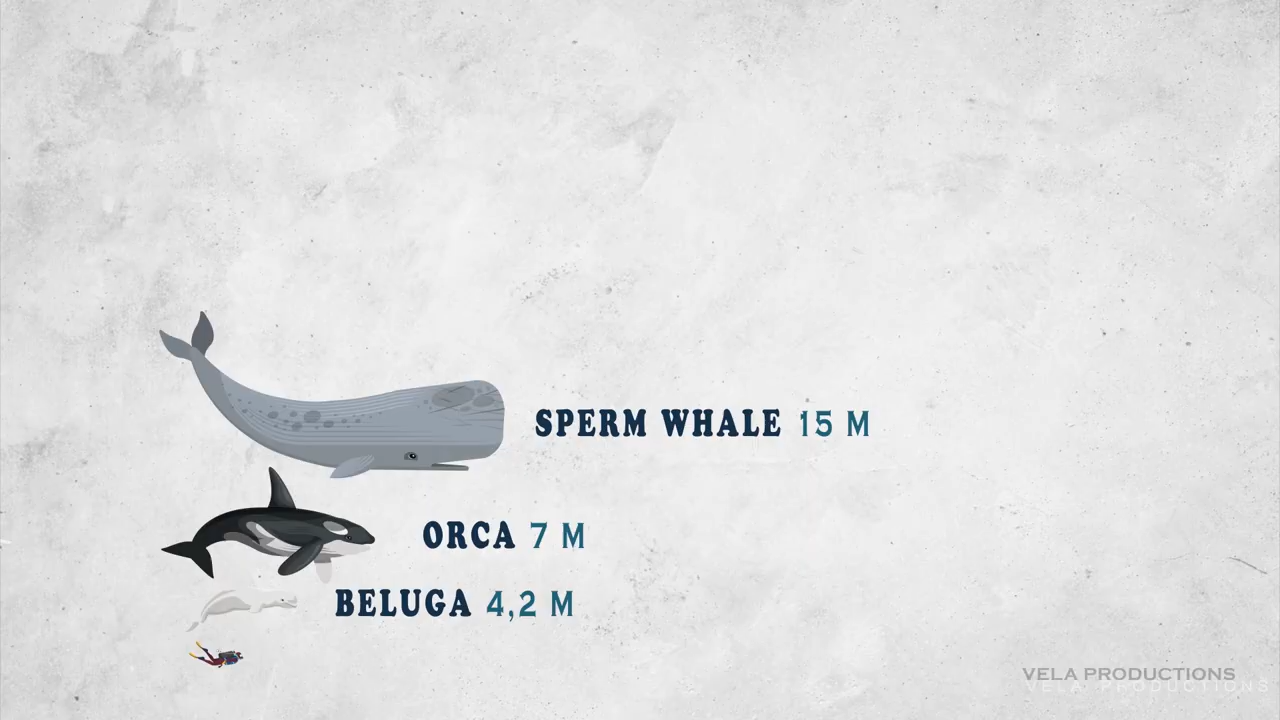 SPERM WHALE 15 M
ORCA 7 M
BELUGA 4,2 M
VELA PRODUCTIONS
VELA PRODUCTIONS